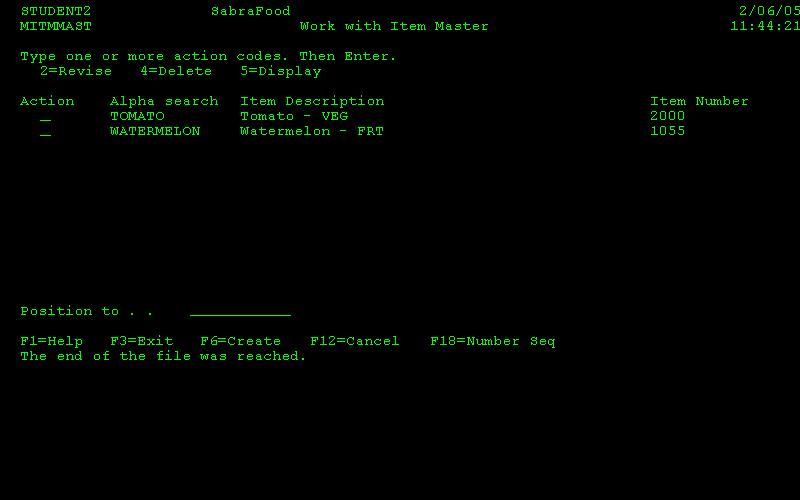 STUDENT2 SabraFood 2/06/05
MITMMAST Work with Item Master 11:44:21
Type one or more action codes. Then Enter.
2=Revise 4=Delete 5=Display
Action Alpha search Item Description Item Number
_ TOMATO Tomato - VEG 2000
_ WATERMELON Watermelon - FRT 1055
Position to . . __________
F1=Help F3=Exit F6=Create F12=Cancel F18=Number Seq
The end of the file was reached.